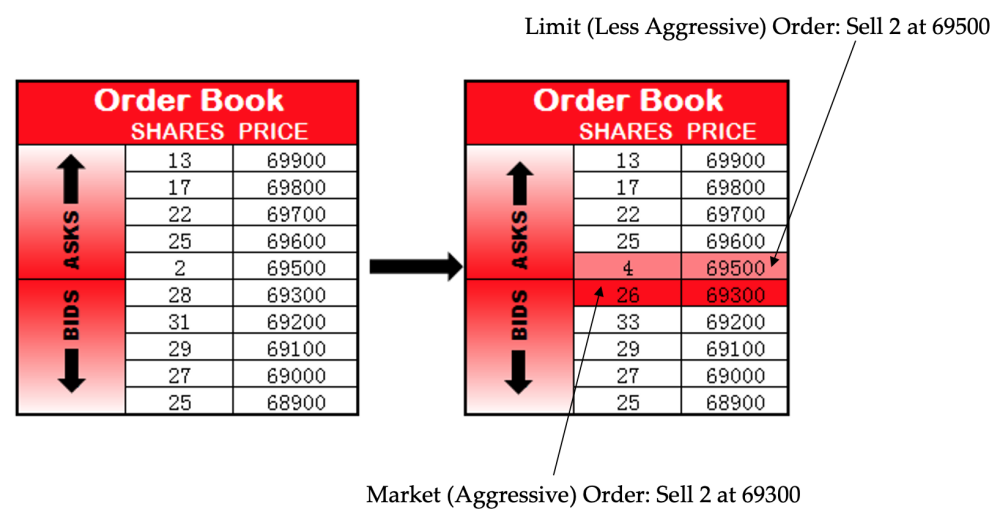 Limit (Less Aggressive) Order: Sell 2 at 69500
Order Book
SHARES PRICE
ASKS
13 69900
17 69800
22 69700
25 69600
2 69500
BIDS
28 69300
31 69200
29 69100
27 69000
25 68900
Order Book
SHARES PRICE
ASKS
13 69900
17 69800
22 69700
25 69600
4 69500
BIDS
26 69300
33 69200
29 69100
27 69000
25 68900
Market (Aggressive) Order: Sell 2 at 69300